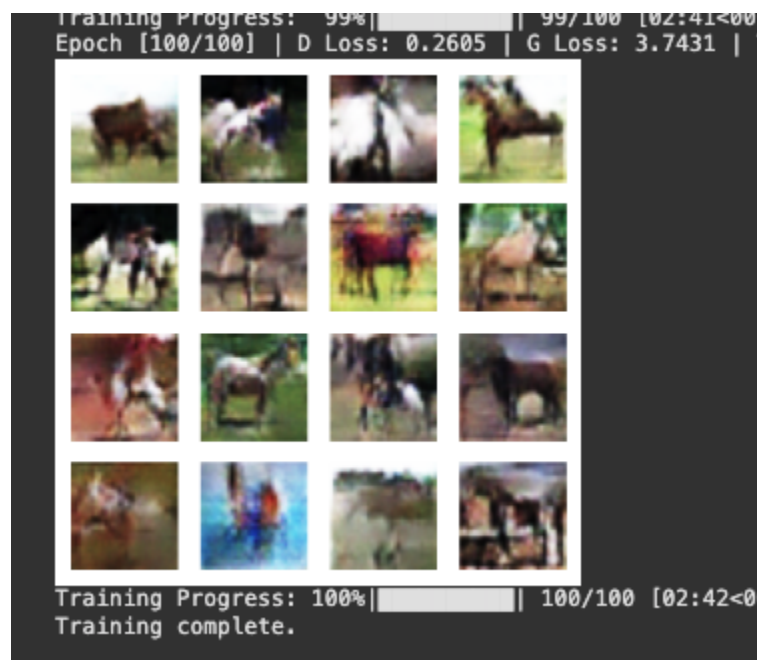 Training Progress: 99%| | 99/100 [02:41<00
Epoch [100/100] | D Loss: 0.2605 | G Loss: 3.7431 |
Training Progress: 100%| | 100/100 [02:42<0
Training complete.